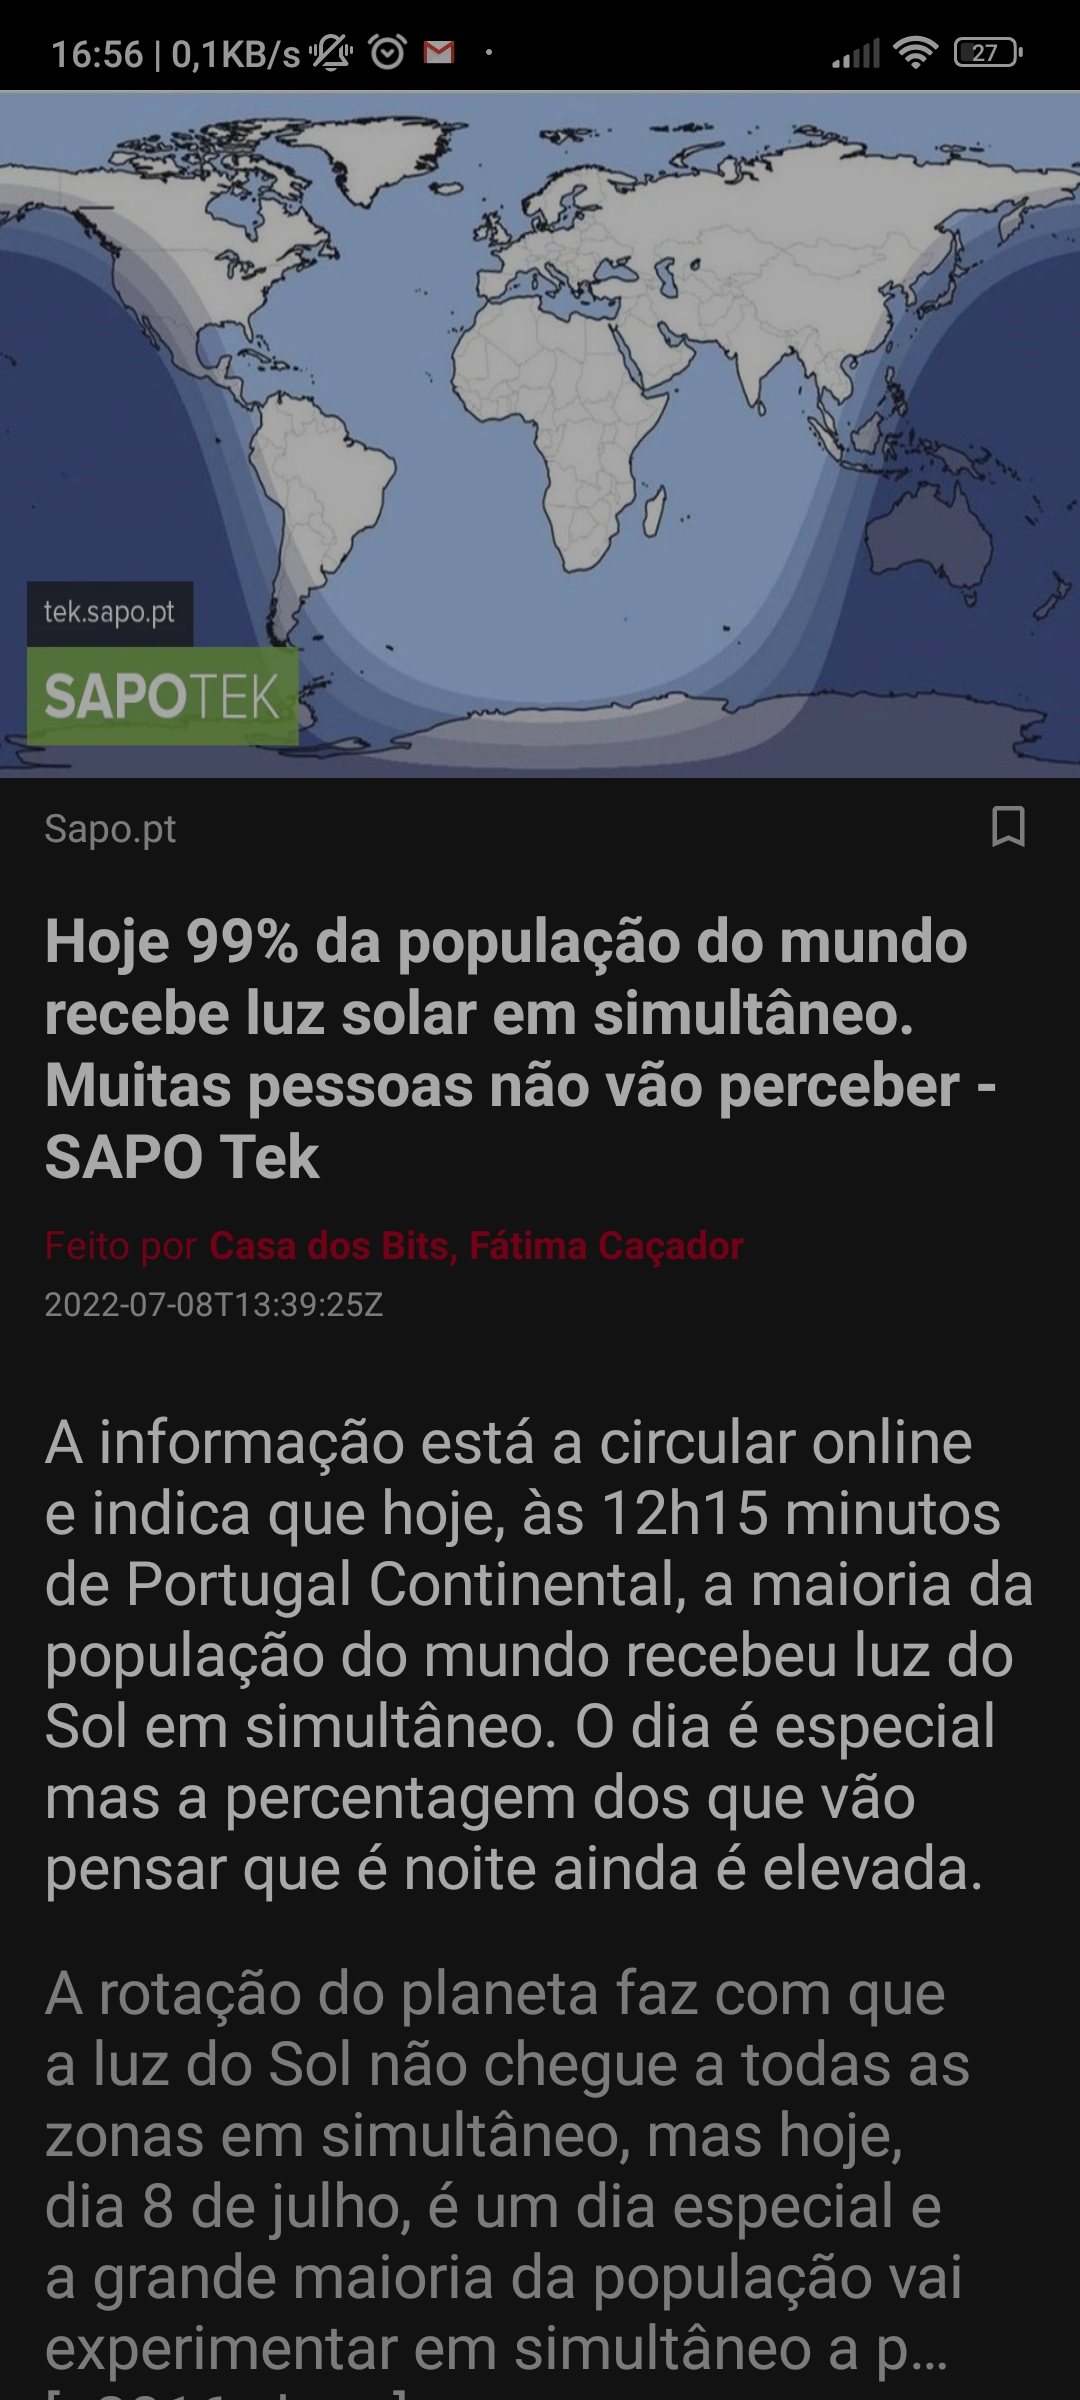 16:56 | 0,1KB/s
27
tek.sapo.pt
SAPOTEK
Sapo.pt
Hoje 99% da população do mundo
recebe luz solar em simultâneo.
Muitas pessoas não vão perceber -
SAPO Tek
Feito por Casa dos Bits, Fátima Caçador
2022-07-08T13:39:25Z
A informação está a circular online
e indica que hoje, às 12h15 minutos
de Portugal Continental, a maioria da
população do mundo recebeu luz do
Sol em simultâneo. O dia é especial
mas a percentagem dos que vão
pensar que é noite ainda é elevada.
A rotação do planeta faz com que
a luz do Sol não chegue a todas as
zonas em simultâneo, mas hoje,
dia 8 de julho, é um dia especial e
a grande maioria da população vai
experimentar em simultâneo a p…